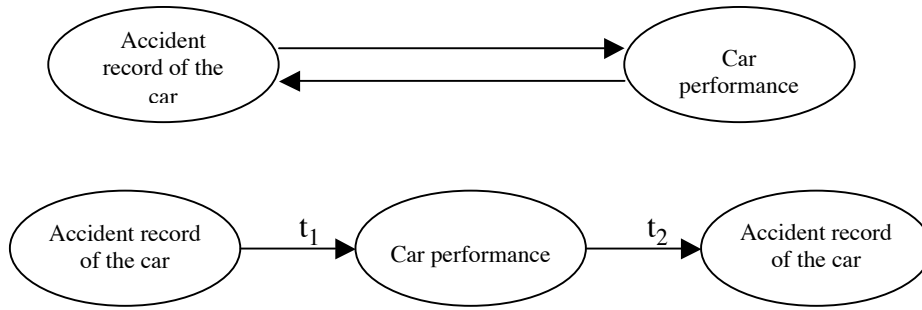 Accident
record of the
car
Car
performance
Accident record
of the car
t1
Car performance
t2
Accident record
of the car